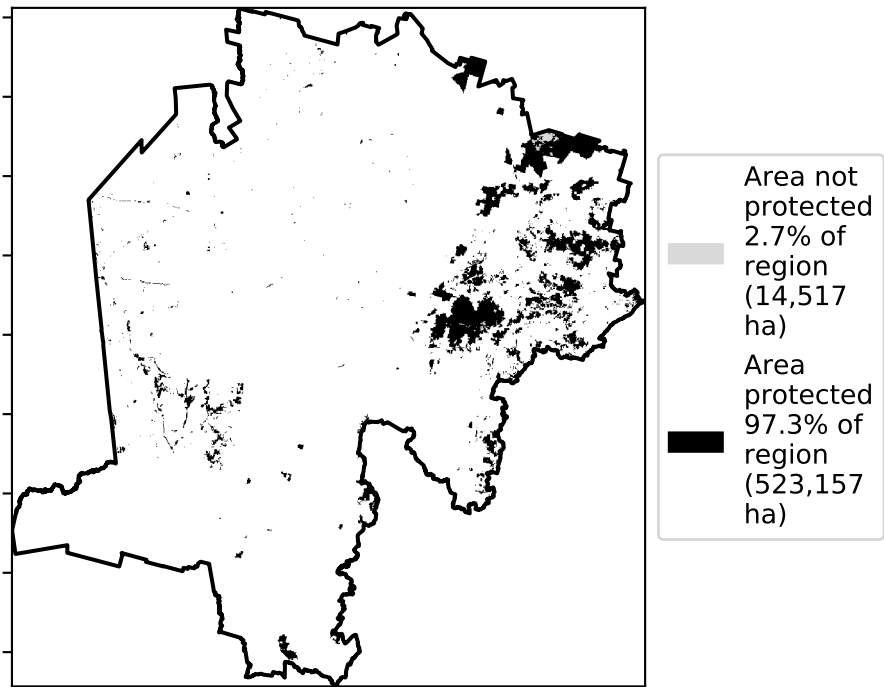 Area not
protected
2.7% of
region
(14,517
ha)
Area
protected
97.3% of
region
(523,157
ha)